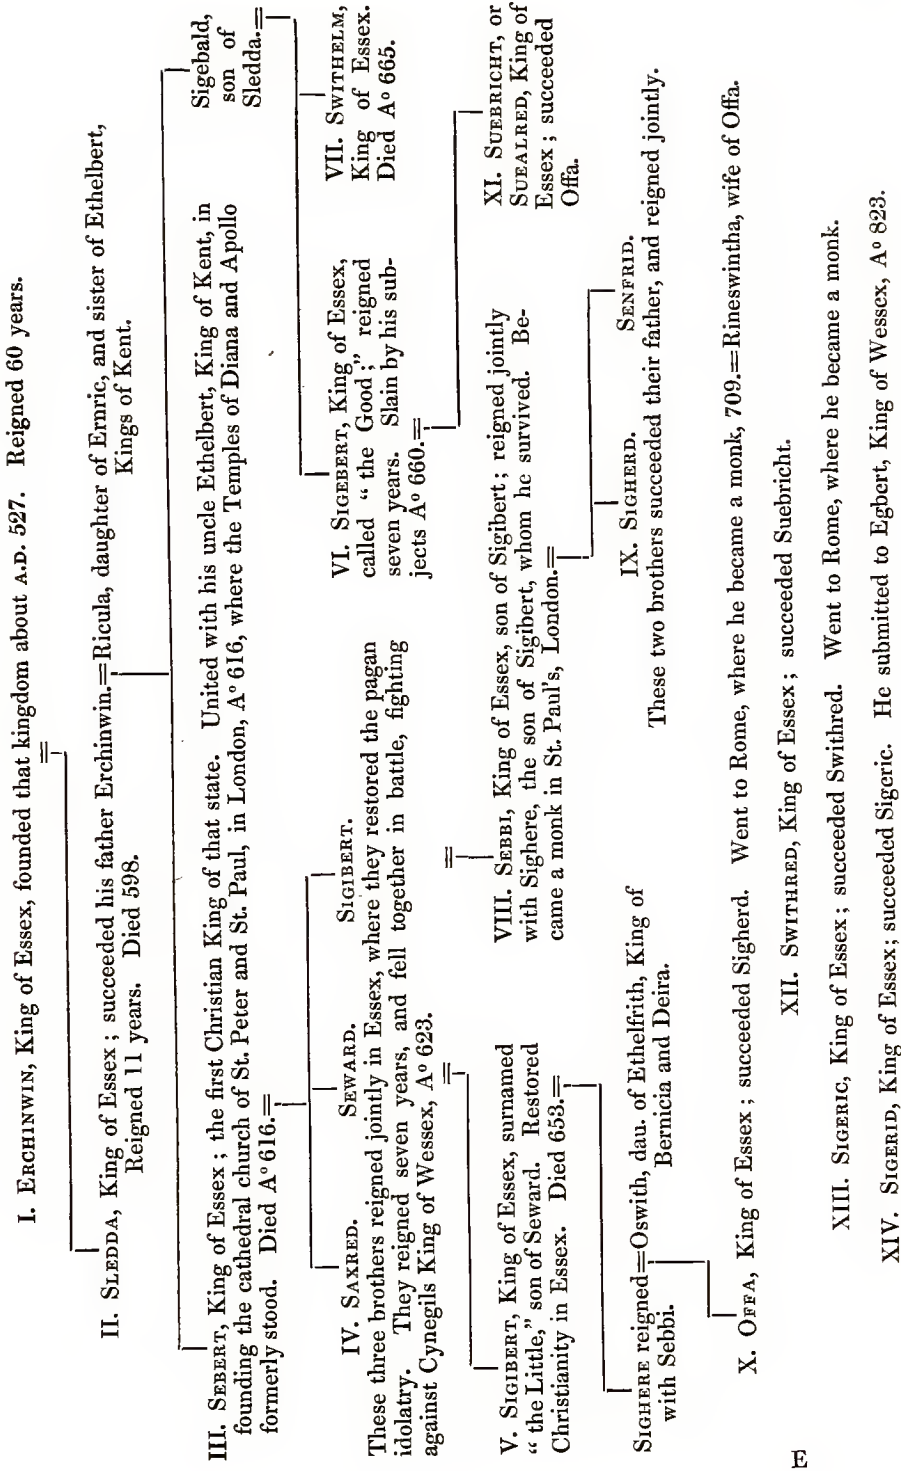 I. ERCHINWIN, King of Essex, founded that kingdom about A.D. 527. Reigned 60 years.
II. SLEDDA, King of Essex; succeeded his father Erchinwin.=Ricula, daughter of Ernric, and sister of Ethelbert,
Reigned 11 years. Died 598.
Kings of Kent.
III. SEBERT, King of Essex; the first Christian King of that state. United with his uncle Ethelbert, King of Kent, in
founding the cathedral church of St. Peter and St. Paul, in London, Aº 616, where the Temples of Diana and Apollo
formerly stood. Died Aº 616.=
Sigebald,
son of
Sledda.=
IV. SAXRED.
SEWARD.
SIGIBERT.
These three brothers reigned jointly in Essex, where they restored the pagan
idolatry. They reigned seven years, and fell together in battle, fighting
against Cynegils King of Wessex, Aº 623.
VI. SIGEBERT, King of Essex,
called “the Good;” reigned
seven years. Slain by his sub-
jects Aº 660.=
VII. SWITHELM,
King of Essex.
Died Aº 665.
V. SIGIBERT, King of Essex, surnamed
“the Little,” son of Seward. Restored
Christianity in Essex. Died 653.=
VIII. SEBBI, King of Essex, son of Sigibert; reigned jointly
with Sighere, the son of Sigibert, whom he survived. Be-
came a monk in St. Paul's, London.=
XI. SUEBRICHT, or
SUEALRED, King of
Essex; succeeded
Offa.
SIGHERE reigned=Oswith, dau. of Ethelfrith, King of
with Sebbi.
Bernicia and Deira.
IX. SIGHERD.
SENFRID.
These two brothers succeeded their father, and reigned jointly.
X. OFFA, King of Essex; succeeded Sigherd. Went to Rome, where he became a monk, 709.=Rineswintha, wife of Offa.
XII. SWITHRED, King of Essex; succeeded Suebricht.
XIII. SIGERIC, King of Essex; succeeded Swithred. Went to Rome, where he became a monk.
XIV. SIGERID, King of Essex; succeeded Sigeric. He submitted to Egbert, King of Wessex, Aº 823.
E